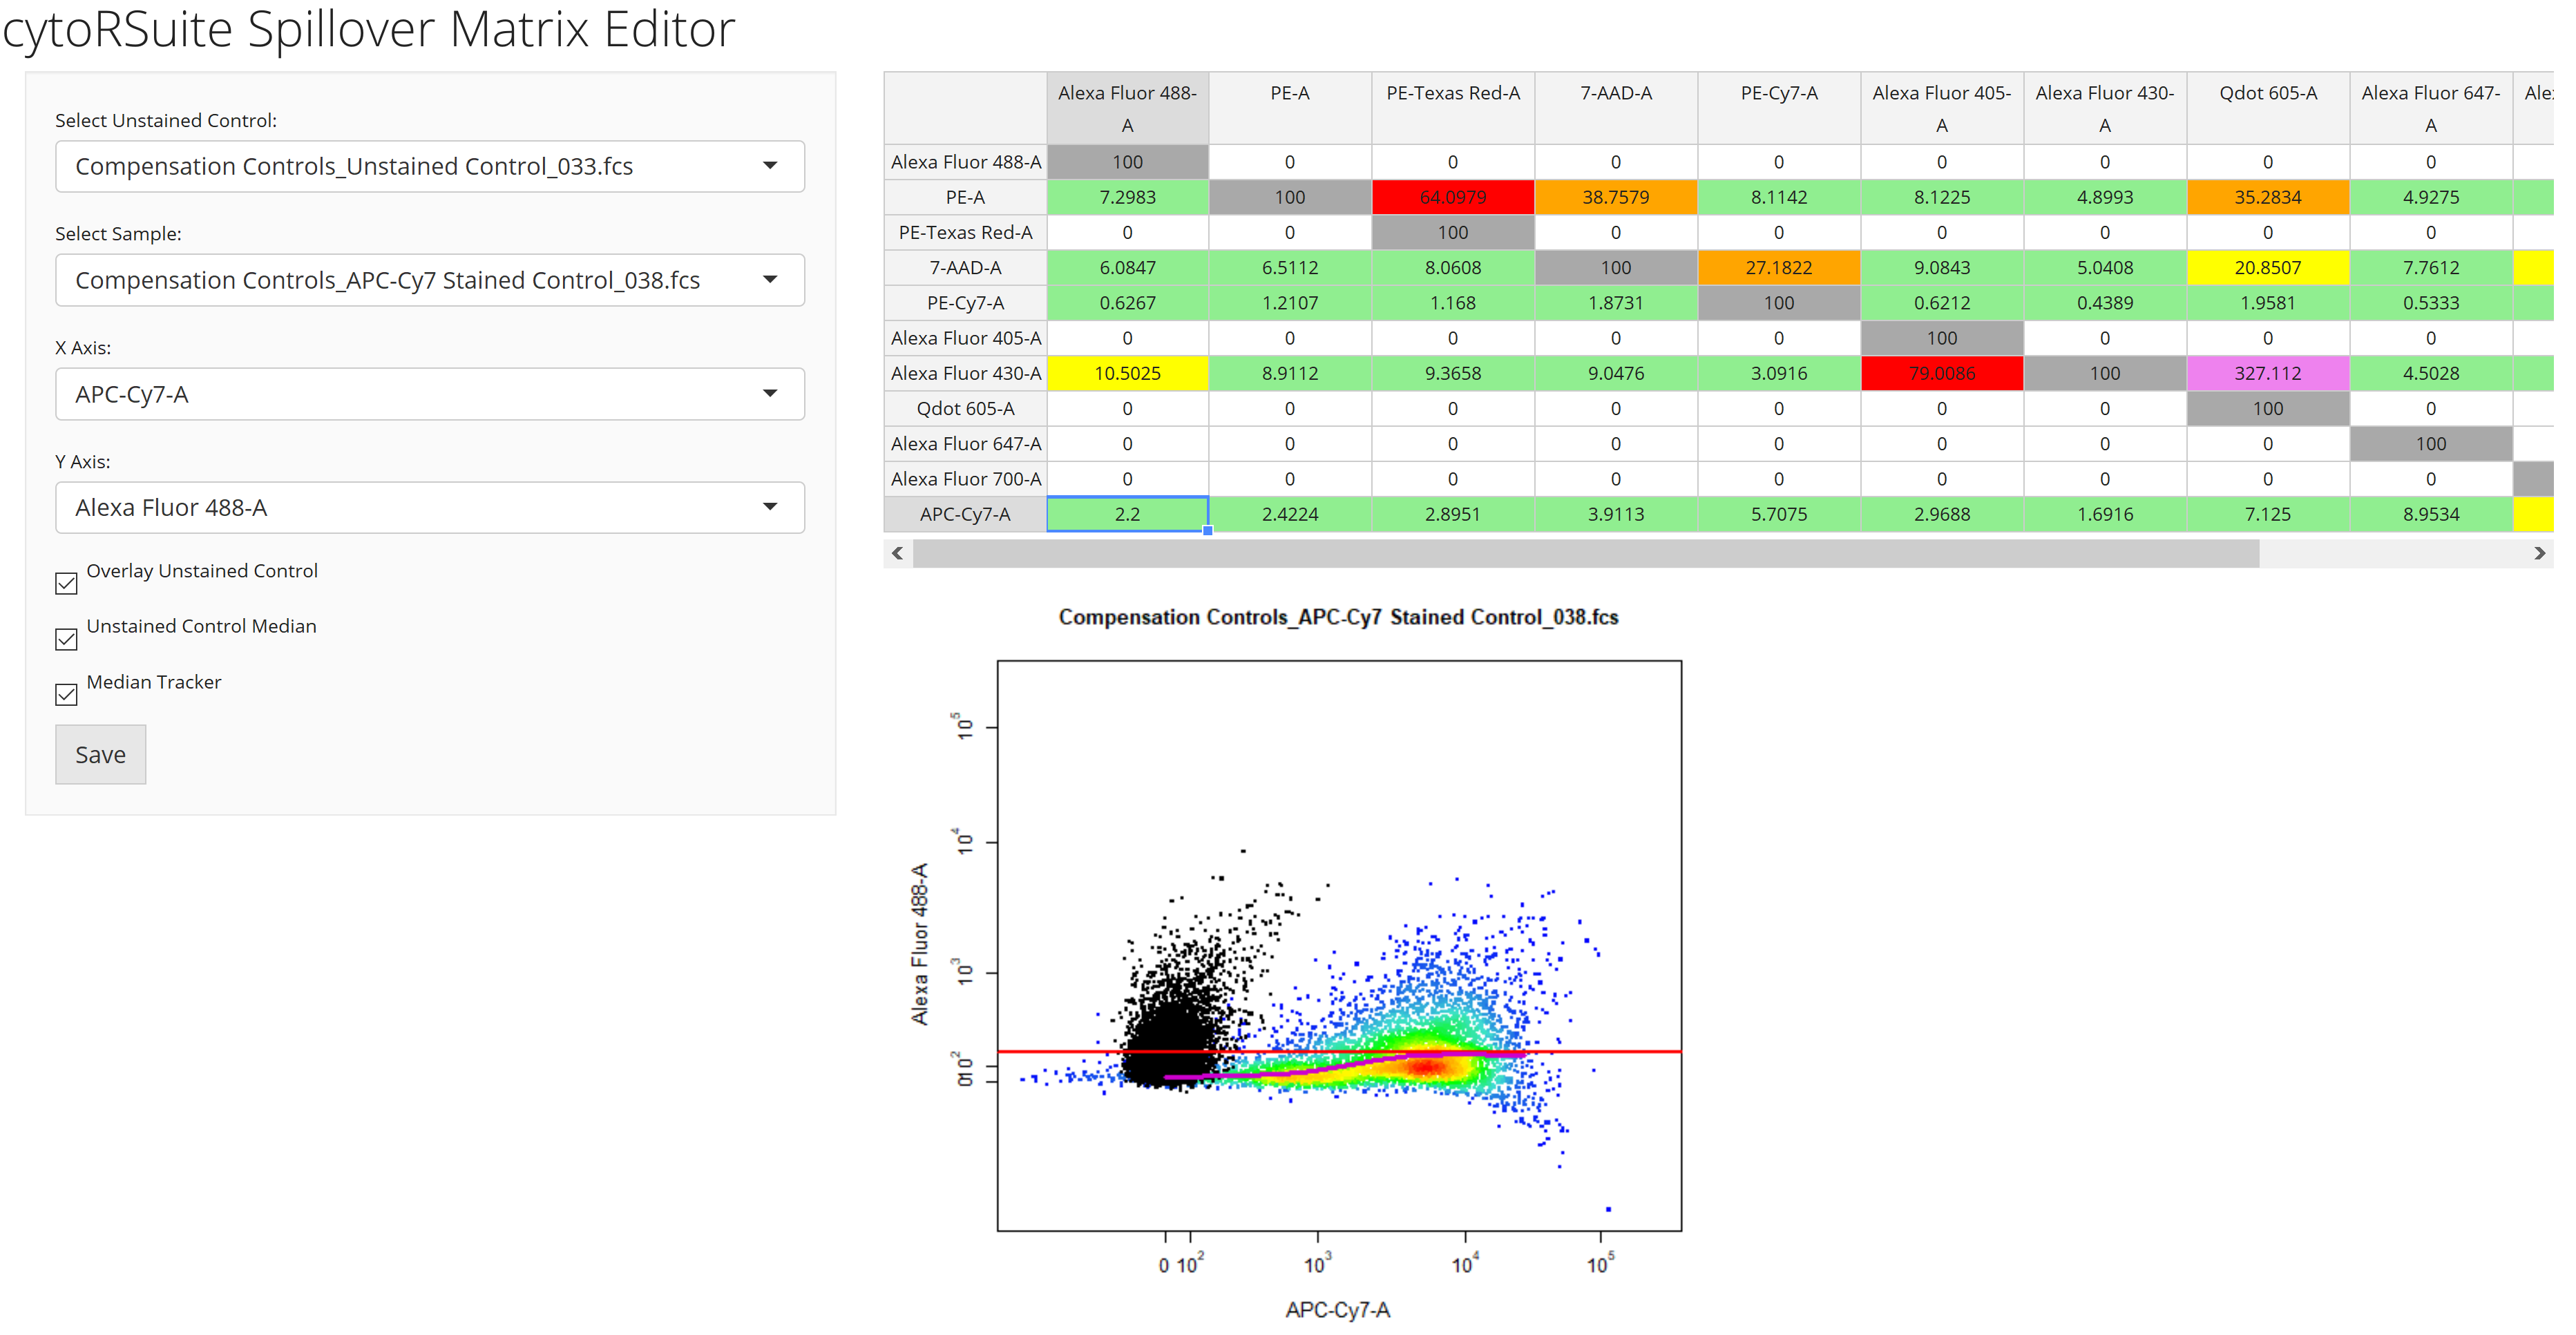 cytoRSuite Spillover Matrix Editor
Select Unstained Control:
Compensation Controls_Unstained Control_033.fcs
Select Sample:
Compensation Controls_APC-Cy7 Stained Control_038.fcs
X Axis:
APC-Cy7-A
Y Axis:
Alexa Fluor 488-A
Overlay Unstained Control
Unstained Control Median
Median Tracker
Save
Alexa Fluor 488-A PE-A PE-Texas Red-A 7-AAD-A PE-Cy7-A Alexa Fluor 405-A Alexa Fluor 430-A Qdot 605-A Alexa Fluor 647-A
Alexa Fluor 488-A 100 0 0 0 0 0 0 0 0
PE-A 7.2983 100 64.0979 38.7579 8.1142 8.1225 4.8993 35.2834 4.9275
PE-Texas Red-A 0 0 100 0 0 0 0 0 0
7-AAD-A 6.0847 6.5112 8.0608 100 27.1822 9.0843 5.0408 20.8507 7.7612
PE-Cy7-A 0.6267 1.2107 1.168 1.8731 100 0.6212 0.4389 1.9581 0.5333
Alexa Fluor 405-A 0 0 0 0 0 100 0 0 0
Alexa Fluor 430-A 10.5025 8.9112 9.3658 9.0476 3.0916 79.0086 100 327.112 4.5028
Qdot 605-A 0 0 0 0 0 0 0 100 0
Alexa Fluor 647-A 0 0 0 0 0 0 0 0 100
Alexa Fluor 700-A 0 0 0 0 0 0 0 0 0
APC-Cy7-A 2.2 2.4224 2.8951 3.9113 5.7075 2.9688 1.6916 7.125 8.9534
Compensation Controls_APC-Cy7 Stained Control_038.fcs
10⁵
10⁴
10³
10²
0
Alexa Fluor 488-A
0 10² 10³ 10⁴ 10⁵
APC-Cy7-A